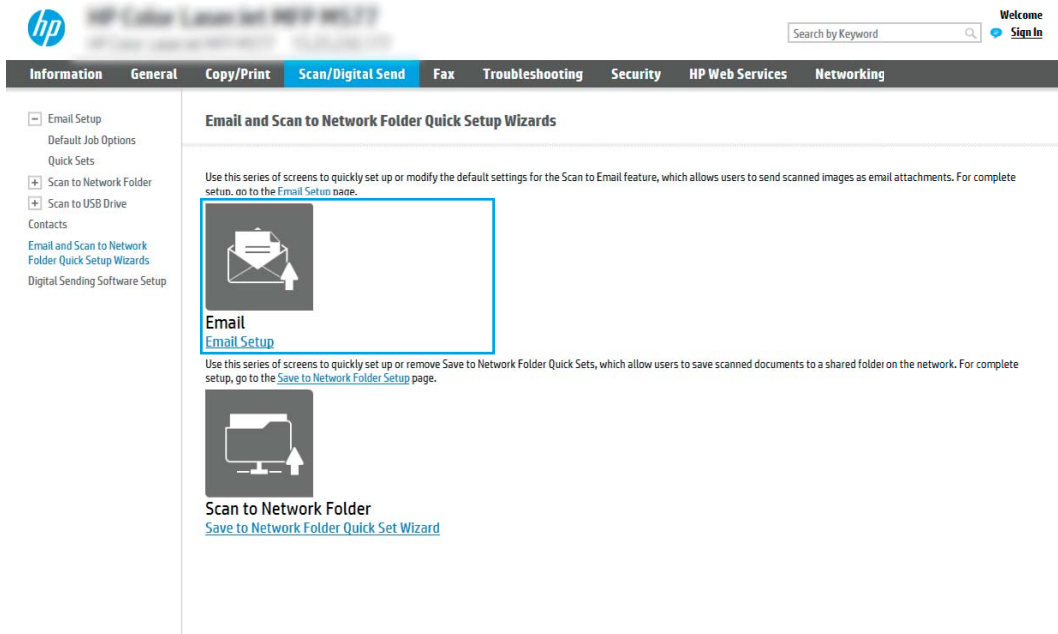 hp
HP Color LaserJet MFP M577
Welcome
Search by Keyword
Sign In
Information General Copy/Print Scan/Digital Send Fax Troubleshooting Security HP Web Services Networking
Email Setup
Default Job Options
Quick Sets
Scan to Network Folder
Scan to USB Drive
Contacts
Email and Scan to Network
Folder Quick Setup Wizards
Digital Sending Software Setup
Email and Scan to Network Folder Quick Setup Wizards
Use this series of screens to quickly set up or modify the default settings for the Scan to Email feature, which allows users to send scanned images as email attachments. For complete
setup, go to the Email Setup page.
Email
Email Setup
Use this series of screens to quickly set up or remove Save to Network Folder Quick Sets, which allow users to save scanned documents to a shared folder on the network. For complete
setup, go to the Save to Network Folder Setup page.
Scan to Network Folder
Save to Network Folder Quick Set Wizard